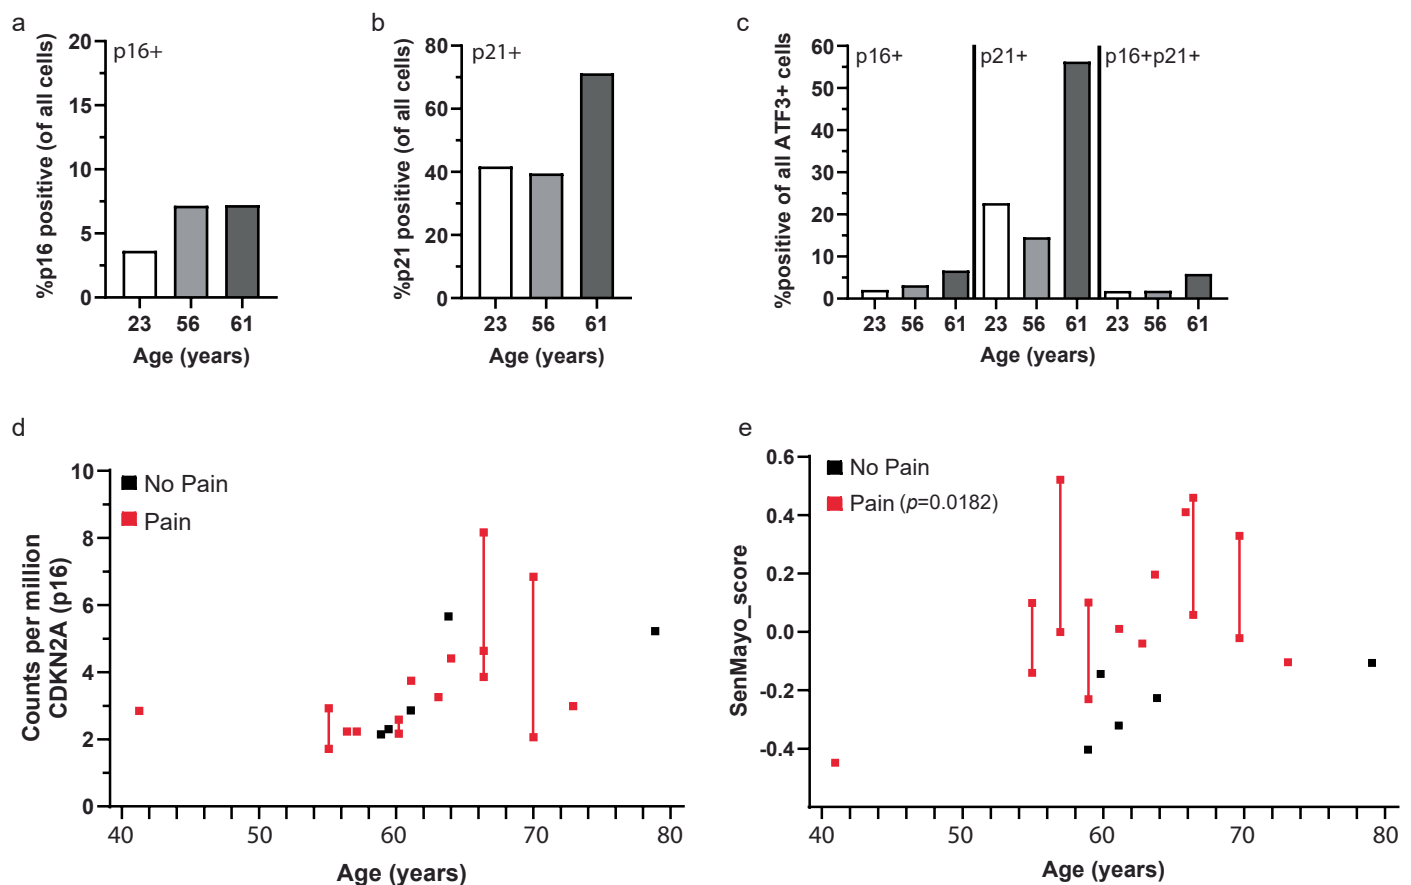 a
p16+
%p16 positive (of all cells)
20
15
10
5
0
23 56 61
Age (years)
b
p21+
%p21 positive (of all cells)
80
60
40
20
0
23 56 61
Age (years)
c
p16+ p21+ p16+p21+
%positive of all ATF3+ cells
60
50
40
30
20
10
0
23 56 61 23 56 61 23 56 61
Age (years)
d
No Pain
Pain
Counts per million
CDKN2A (p16)
10
8
6
4
2
0
40 50 60 70 80
Age (years)
e
No Pain
Pain (p=0.0182)
SenMayo_score
0.6
0.4
0.2
0.0
-0.2
-0.4
40 50 60 70 80
Age (years)